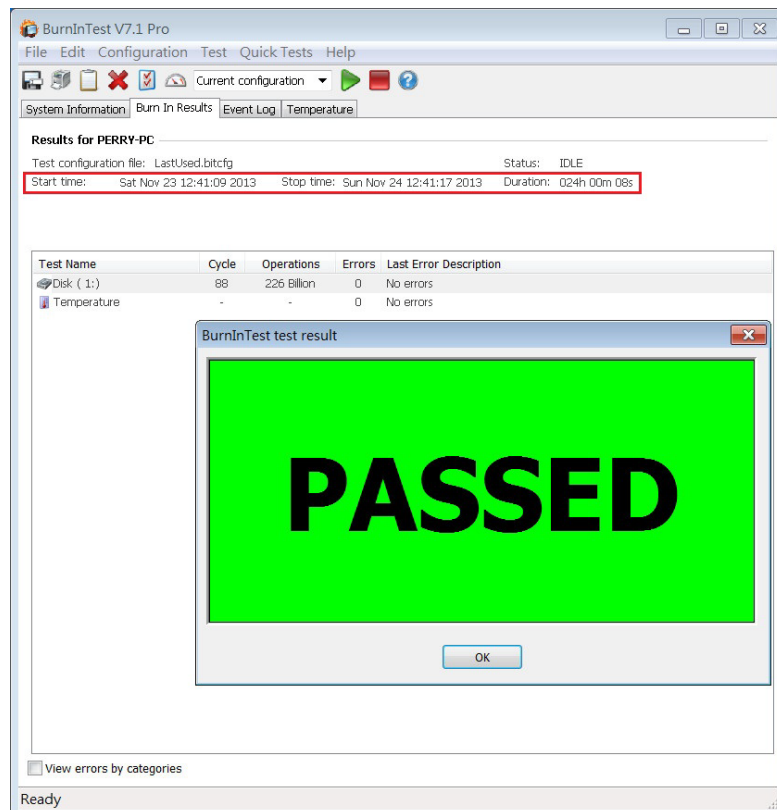 BurnInTest V7.1 Pro
File Edit Configuration Test Quick Tests Help
Current configuration
System Information Burn In Results Event Log Temperature
Results for PERRY-PC
Test configuration file: LastUsed.bitcfg Status: IDLE
Start time: Sat Nov 23 12:41:09 2013 Stop time: Sun Nov 24 12:41:17 2013 Duration: 024h 00m 08s
Test Name Cycle Operations Errors Last Error Description
Disk ( 1:) 88 226 Billion 0 No errors
Temperature - - 0 No errors
BurnInTest test result
PASSED
OK
View errors by categories
Ready